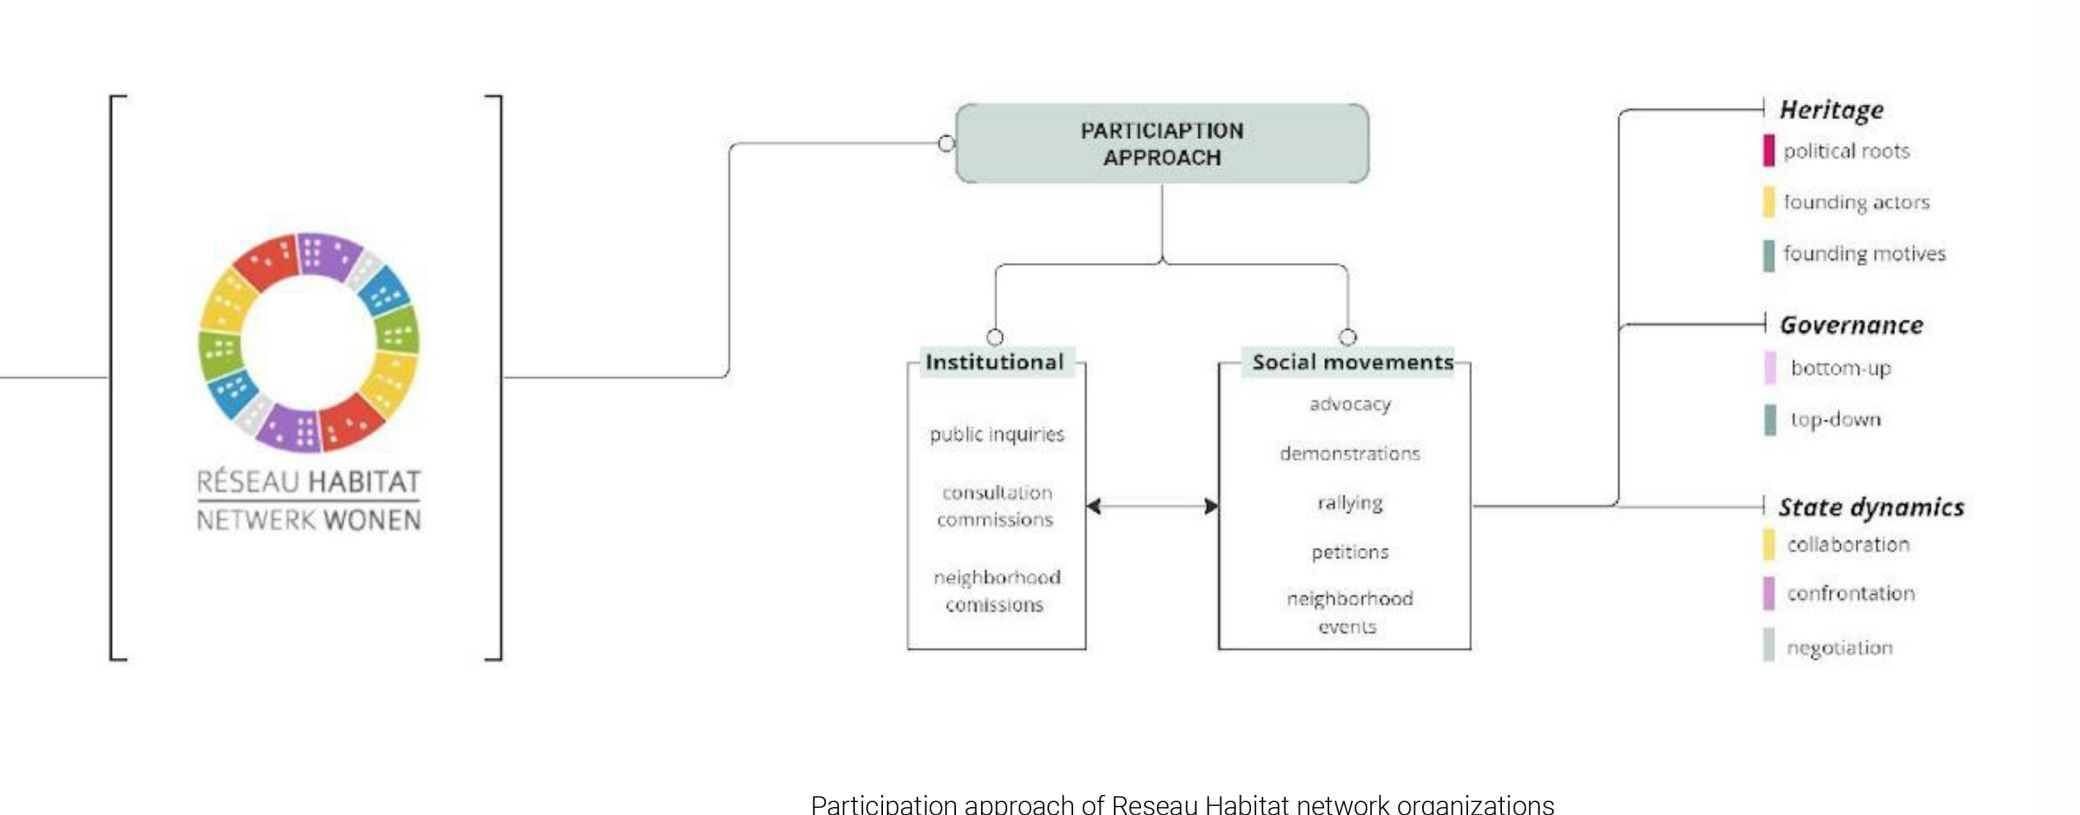 RÉSEAU HABITAT
NETWERK WONEN
PARTICIAPTION
APPROACH
Institutional
public inquiries
consultation
commissions
neighborhood
comissions
Social movements
advocacy
demonstrations
rallying
petitions
neighborhood
events
Heritage
political roots
founding actors
founding motives
Governance
bottom-up
top-down
State dynamics
collaboration
confrontation
negotiation
Participation approach of Reseau Habitat network organizations